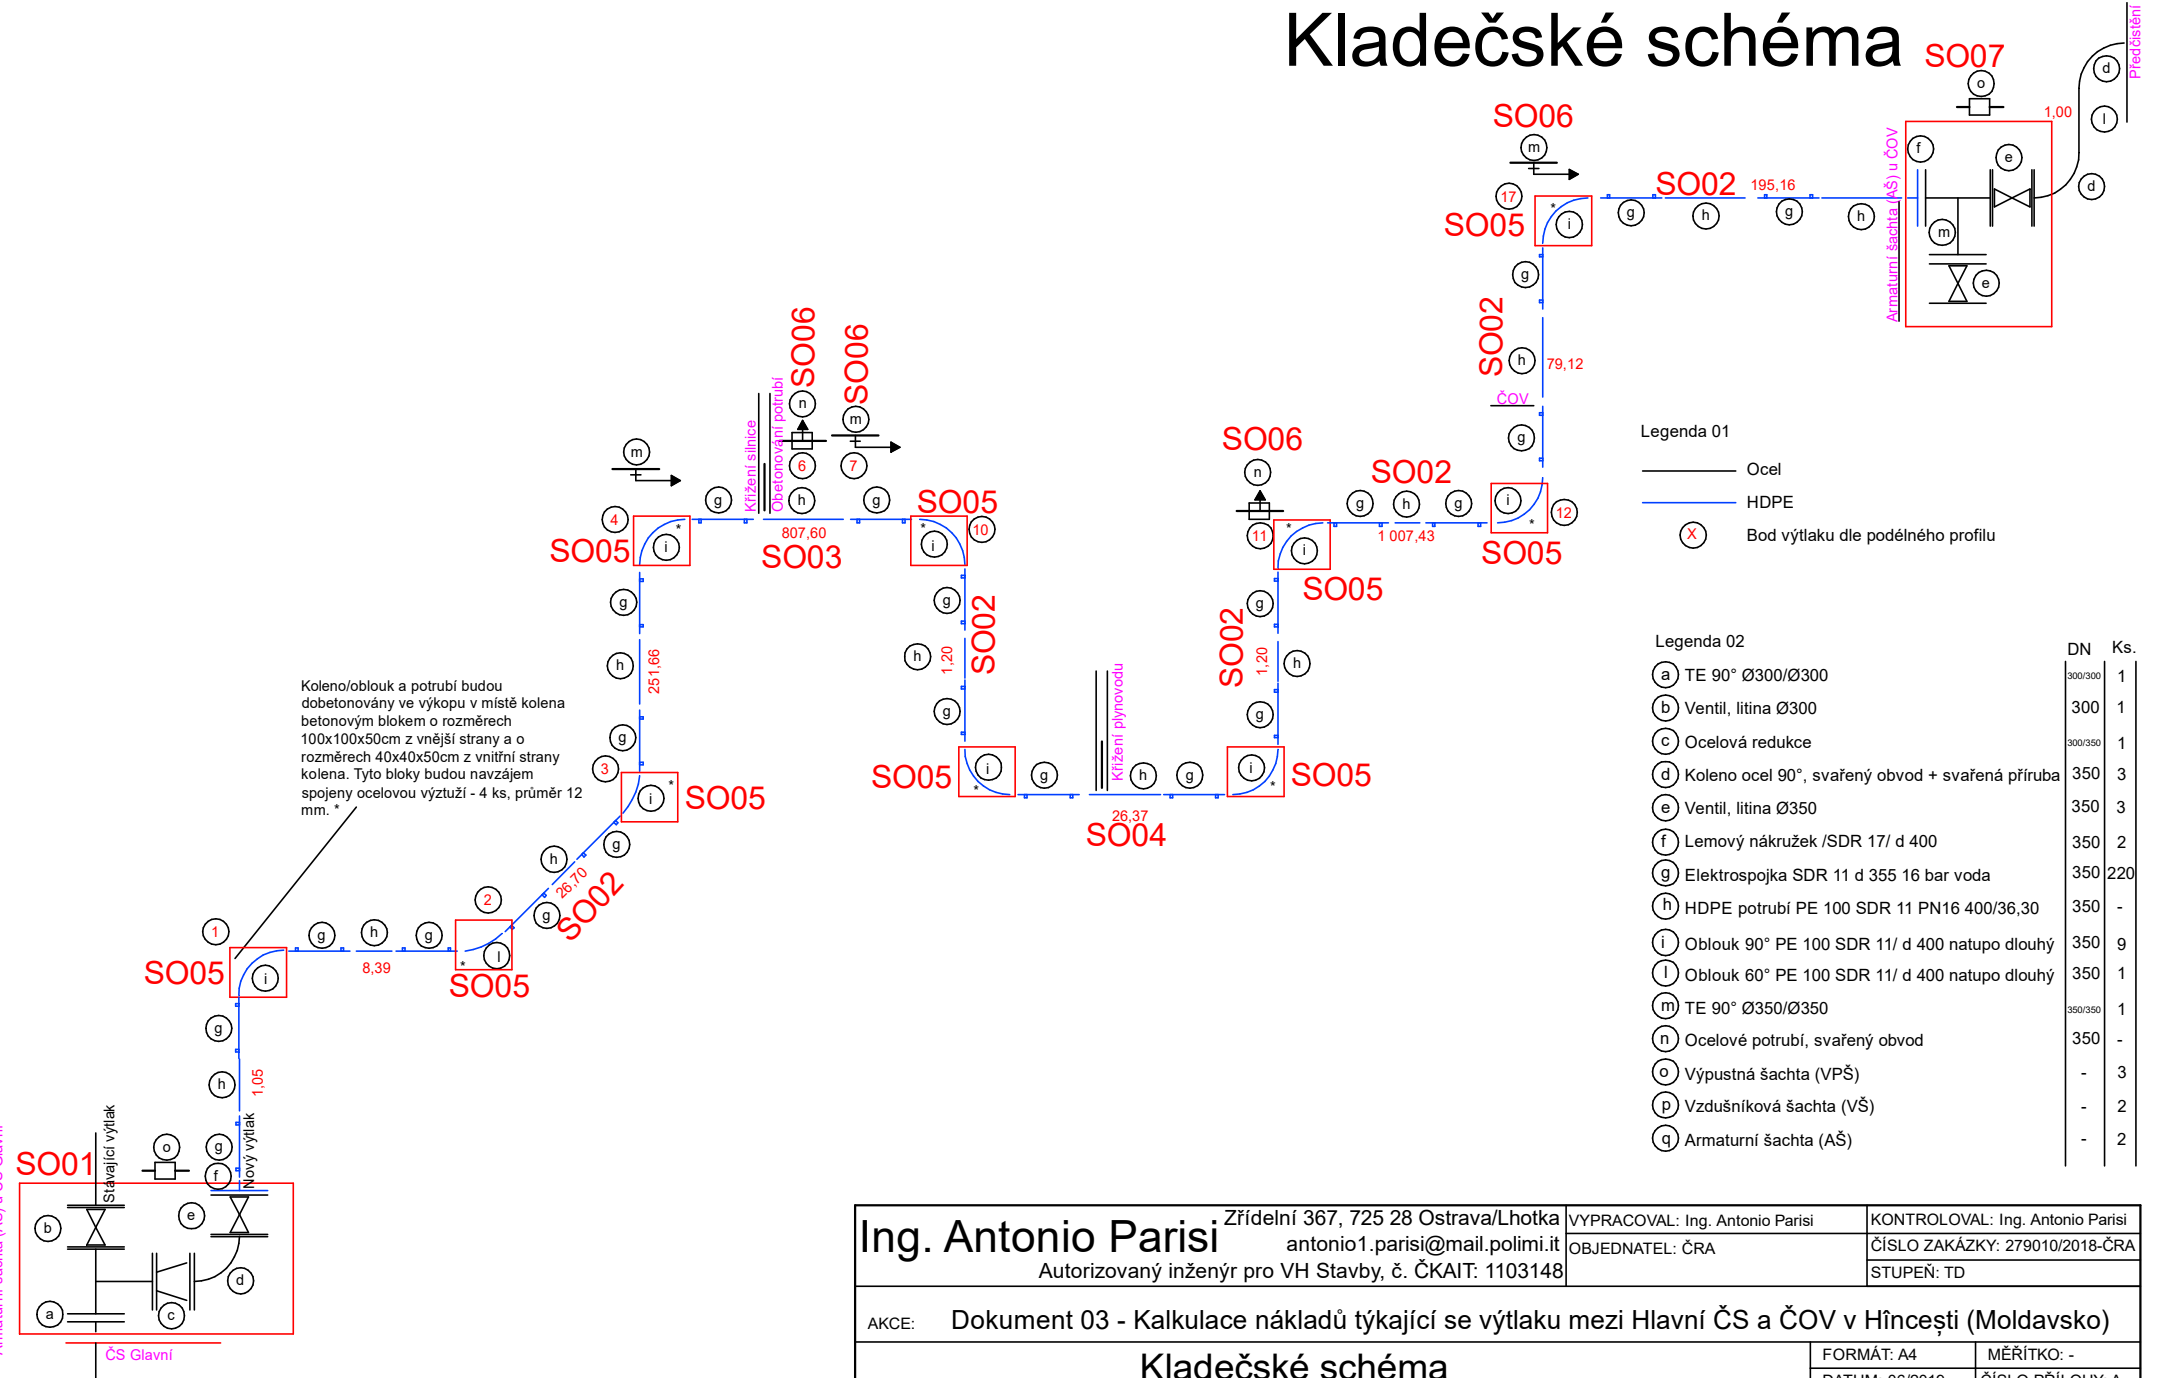 Kladečské schéma
SO07
Předčištění
d
o
1,00
l
SO06
m
Armaturní šachta (AŠ) u ČOV
f
e
d
17
SO02
195,16
SO05
i
*
g
h
g
h
m
e
g
SO02
h
79,12
ČOV
g
SO06
SO06
Křížení silnice
Obetonování potrubí
n
m
m
6
7
g
h
g
4
SO05
i
*
807,60
SO03
SO05
10
i
*
SO06
n
11
i
*
SO05
SO02
g
h
g
1 007,43
i
12
SO05
Legenda 01
Ocel
HDPE
X
Bod výtlaku dle podélného profilu
g
h
251,66
g
3
i
*
SO05
g
h
1,20
SO02
g
SO05
i
*
g
Křížení plynovodu
h
g
26,37
SO04
i
*
SO05
g
SO02
1,20
h
g
Koleno/oblouk a potrubí budou
dobetonovány ve výkopu v místě kolena
betonovým blokem o rozměrech
100x100x50cm z vnější strany a o
rozměrech 40x40x50cm z vnitřní strany
kolena. Tyto bloky budou navzájem
spojeny ocelovou výztuží - 4 ks, průměr 12
mm. *
g
h
26,70
g
SO02
2
l
*
SO05
1
g
h
g
8,39
SO05
i
g
h
1,05
Stávající výtlak
Nový výtlak
o
g
f
SO01
b
e
d
a
c
ČS Glavní
Legenda 02
DN Ks.
a TE 90° Ø300/Ø300 300/300 1
b Ventil, litina Ø300 300 1
c Ocelová redukce 300/350 1
d Koleno ocel 90°, svařený obvod + svařená příruba 350 3
e Ventil, litina Ø350 350 3
f Lemový nákružek /SDR 17/ d 400 350 2
g Elektrospojka SDR 11 d 355 16 bar voda 350 220
h HDPE potrubí PE 100 SDR 11 PN16 400/36,30 350 -
i Oblouk 90° PE 100 SDR 11/ d 400 natupo dlouhý 350 9
l Oblouk 60° PE 100 SDR 11/ d 400 natupo dlouhý 350 1
m TE 90° Ø350/Ø350 350/350 1
n Ocelové potrubí, svařený obvod 350 -
o Výpustná šachta (VPŠ) - 3
p Vzdušníková šachta (VŠ) - 2
q Armaturní šachta (AŠ) - 2
Ing. Antonio Parisi
Zřídelní 367, 725 28 Ostrava/Lhotka
antonio1.parisi@mail.polimi.it
Autorizovaný inženýr pro VH Stavby, č. ČKAIT: 1103148
VYPRACOVAL: Ing. Antonio Parisi
KONTROLOVAL: Ing. Antonio Parisi
OBJEDNATEL: ČRA
ČÍSLO ZAKÁZKY: 279010/2018-ČRA
STUPEŇ: TD
AKCE: Dokument 03 - Kalkulace nákladů týkající se výtlaku mezi Hlavní ČS a ČOV v Hîncești (Moldavsko)
Kladečské schéma
FORMÁT: A4
MĚŘÍTKO: -